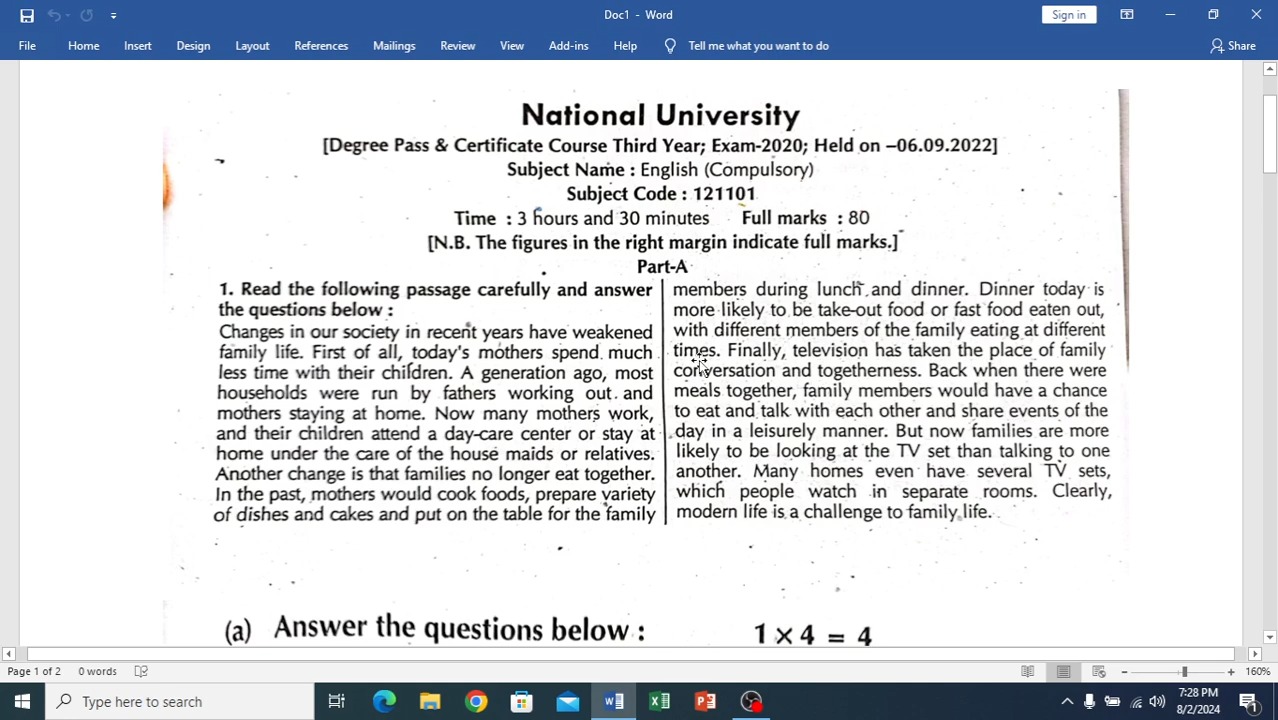 Doc1 - Word
Sign in
File Home Insert Design Layout References Mailings Review View Add-ins Help Tell me what you want to do Share
National University
[Degree Pass & Certificate Course Third Year; Exam-2020; Held on –06.09.2022]
Subject Name : English (Compulsory)
Subject Code : 121101
Time : 3 hours and 30 minutes Full marks : 80
[N.B. The figures in the right margin indicate full marks.]
Part-A
1. Read the following passage carefully and answer
the questions below :
Changes in our society in recent years have weakened
family life. First of all, today's mothers spend much
less time with their children. A generation ago, most
households were run by fathers working out and
mothers staying at home. Now many mothers work,
and their children attend a day-care center or stay at
home under the care of the house maids or relatives.
Another change is that families no longer eat together.
In the past, mothers would cook foods, prepare variety
of dishes and cakes and put on the table for the family
members during lunch and dinner. Dinner today is
more likely to be take-out food or fast food eaten out,
with different members of the family eating at different
times. Finally, television has taken the place of family
conversation and togetherness. Back when there were
meals together, family members would have a chance
to eat and talk with each other and share events of the
day in a leisurely manner. But now families are more
likely to be looking at the TV set than talking to one
another. Many homes even have several TV sets,
which people watch in separate rooms. Clearly,
modern life is a challenge to family life.
(a) Answer the questions below : 1 × 4 = 4
Page 1 of 2 0 words 160%
Type here to search
7:28 PM
8/2/2024
1